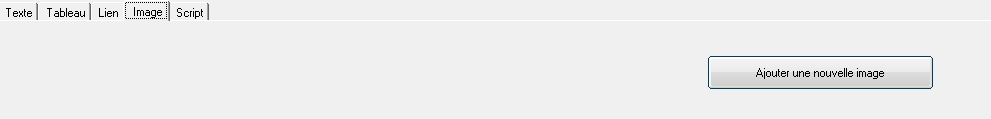 Texte Tableau Lien Image Script
Ajouter une nouvelle image